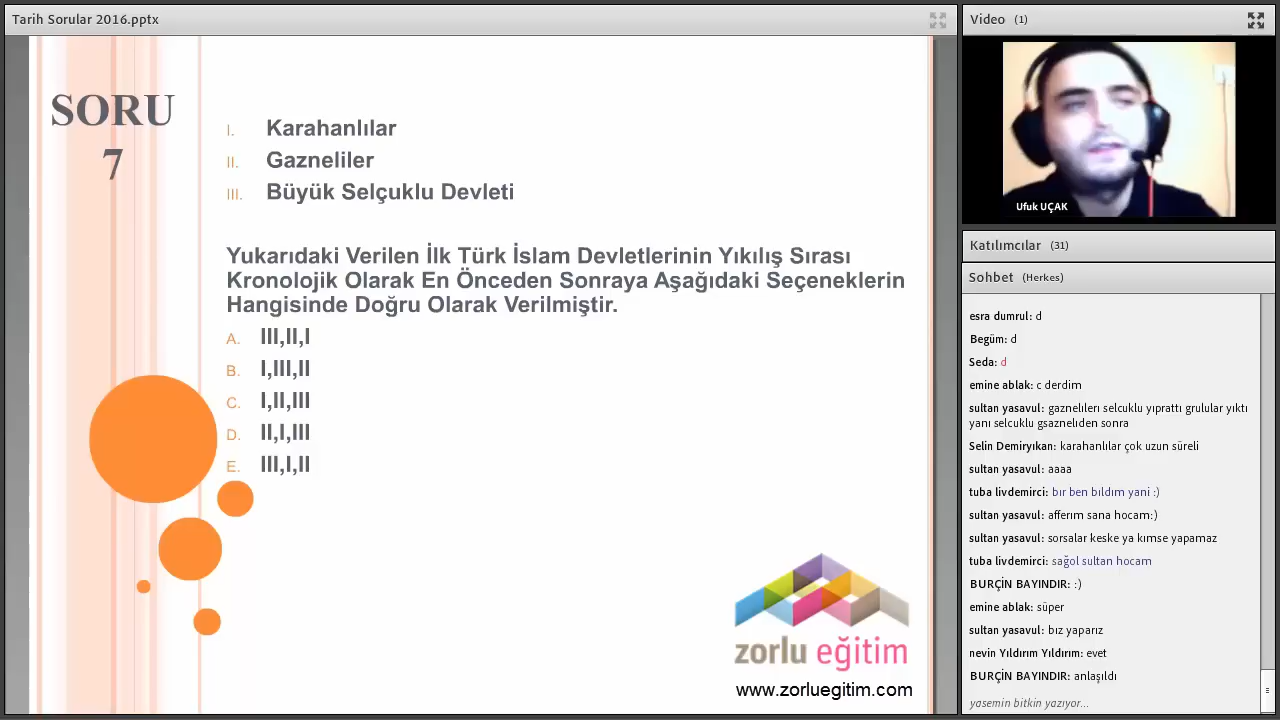 Tarih Sorular 2016.pptx
SORU
7
I. Karahanlılar
II. Gazneliler
III. Büyük Selçuklu Devleti
Yukarıdaki Verilen İlk Türk İslam Devletlerinin Yıkılış Sırası
Kronolojik Olarak En Önceden Sonraya Aşağıdaki Seçeneklerin
Hangisinde Doğru Olarak Verilmiştir.
A. III,II,I
B. I,III,II
C. I,II,III
D. II,I,III
E. III,I,II
zorlu eğitim
www.zorluegitim.com
Video (1)
Ufuk UÇAK
Katılımcılar (31)
Sohbet (Herkes)
esra dumrul: d
Begüm: d
Seda: d
emine ablak: c derdim
sultan yasavul: gaznelılerı selcuklu yıprattı grulular yıktı
yanı selcuklu gsaznelıden sonra
Selin Demiryıkan: karahanlılar çok uzun süreli
sultan yasavul: aaaa
tuba livdemirci: bır ben bıldım yani :)
sultan yasavul: afferım sana hocam:)
sultan yasavul: sorsalar keske ya kımse yapamaz
tuba livdemirci: sağol sultan hocam
BURÇİN BAYINDIR: :)
emine ablak: süper
sultan yasavul: bız yaparız
nevin Yıldırım Yıldırım: evet
BURÇİN BAYINDIR: anlaşıldı
yasemin bitkin yazıyor...